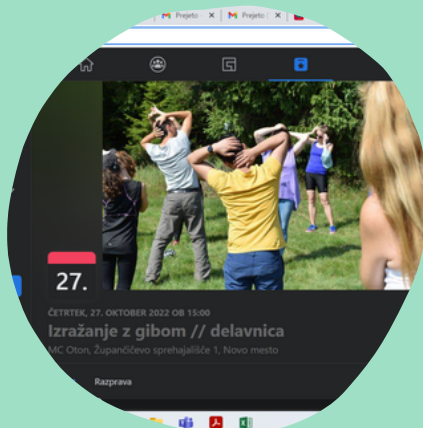 Prejeto
Prejeto
27.
ČETRTEK, 27. OKTOBER 2022 OB 15:00
Izražanje z gibom // delavnica
MC Oton, Župančičevo sprehajališče 1, Novo mesto
Razprava